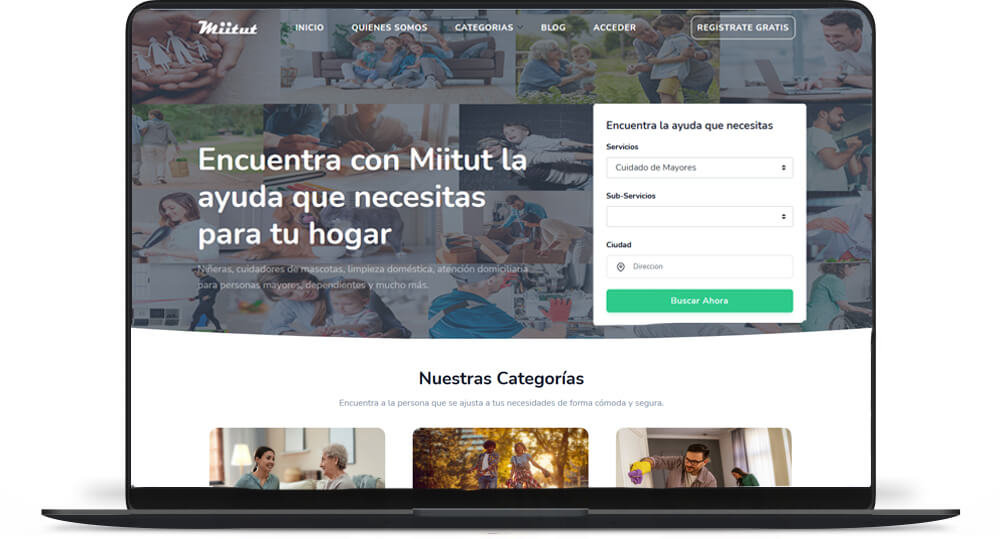 Miitut
INICIO
QUIENES SOMOS
CATEGORIAS
BLOG
ACCEDER
REGISTRATE GRATIS
Encuentra con Miitut la
ayuda que necesitas
para tu hogar
Niñeras, cuidadores de mascotas, limpieza doméstica, atención domiciliaria
para personas mayores, dependientes y mucho más.
Encuentra la ayuda que necesitas
Servicios
Cuidado de Mayores
Sub-Servicios
Ciudad
Direccion
Buscar Ahora
Nuestras Categorías
Encuentra a la persona que se ajusta a tus necesidades de forma cómoda y segura.